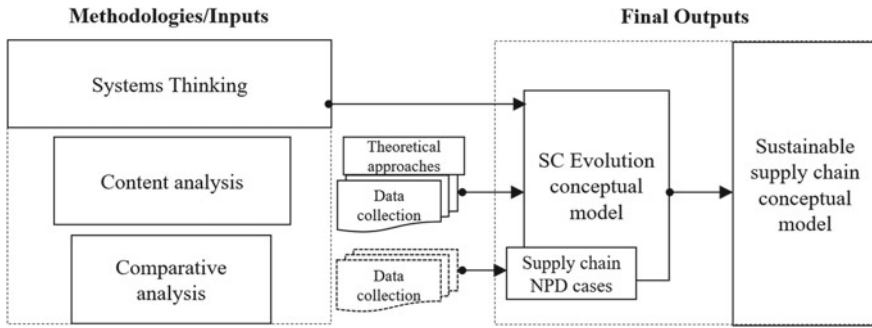 Methodologies/Inputs
Final Outputs
Systems Thinking
Content analysis
Comparative
analysis
Theoretical
approaches
Data
collection
Data
collection
SC Evolution
conceptual
model
Supply chain
NPD cases
Sustainable
supply chain
conceptual
model